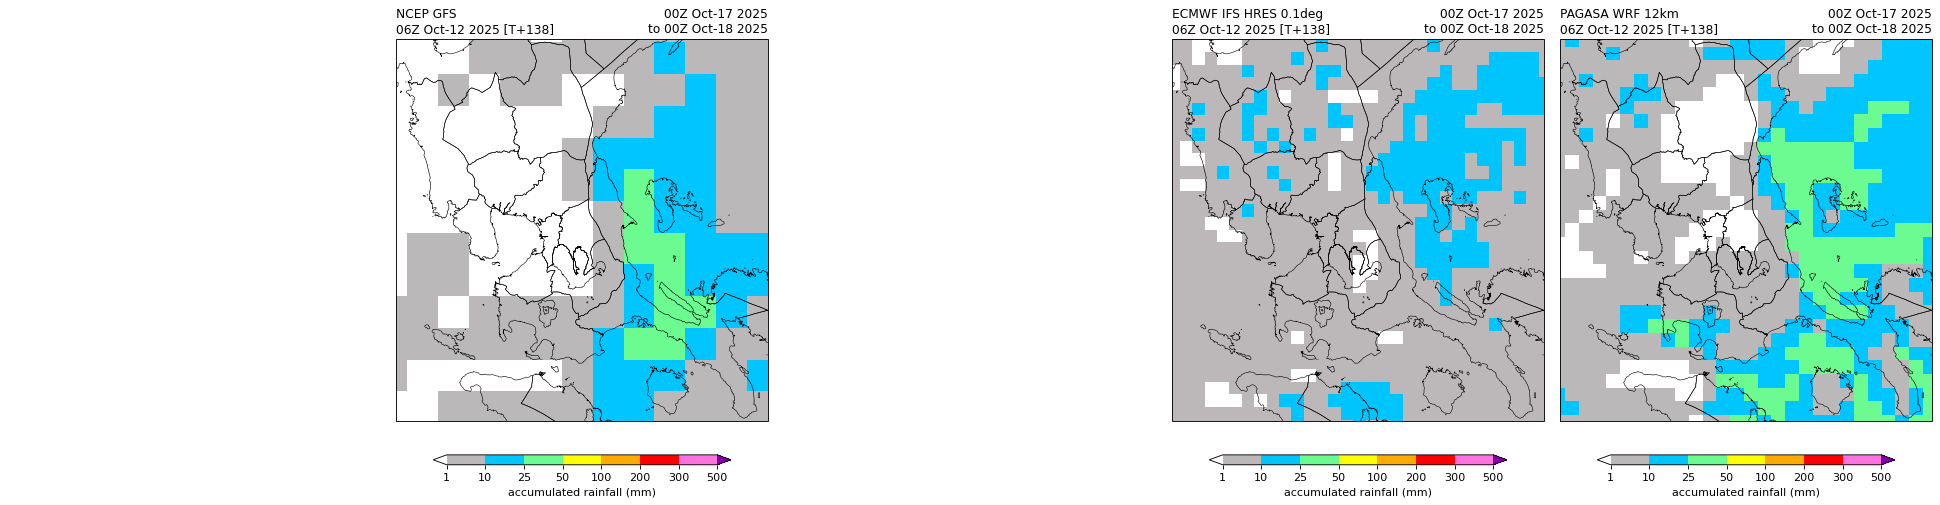 NCEP GFS 00Z Oct-17 2025
06Z Oct-12 2025 [T+138] to 00Z Oct-18 2025
1 10 25 50 100 200 300 500
accumulated rainfall (mm)
ECMWF IFS HRES 0.1deg 00Z Oct-17 2025
06Z Oct-12 2025 [T+138] to 00Z Oct-18 2025
1 10 25 50 100 200 300 500
accumulated rainfall (mm)
PAGASA WRF 12km 00Z Oct-17 2025
06Z Oct-12 2025 [T+138] to 00Z Oct-18 2025
1 10 25 50 100 200 300 500
accumulated rainfall (mm)